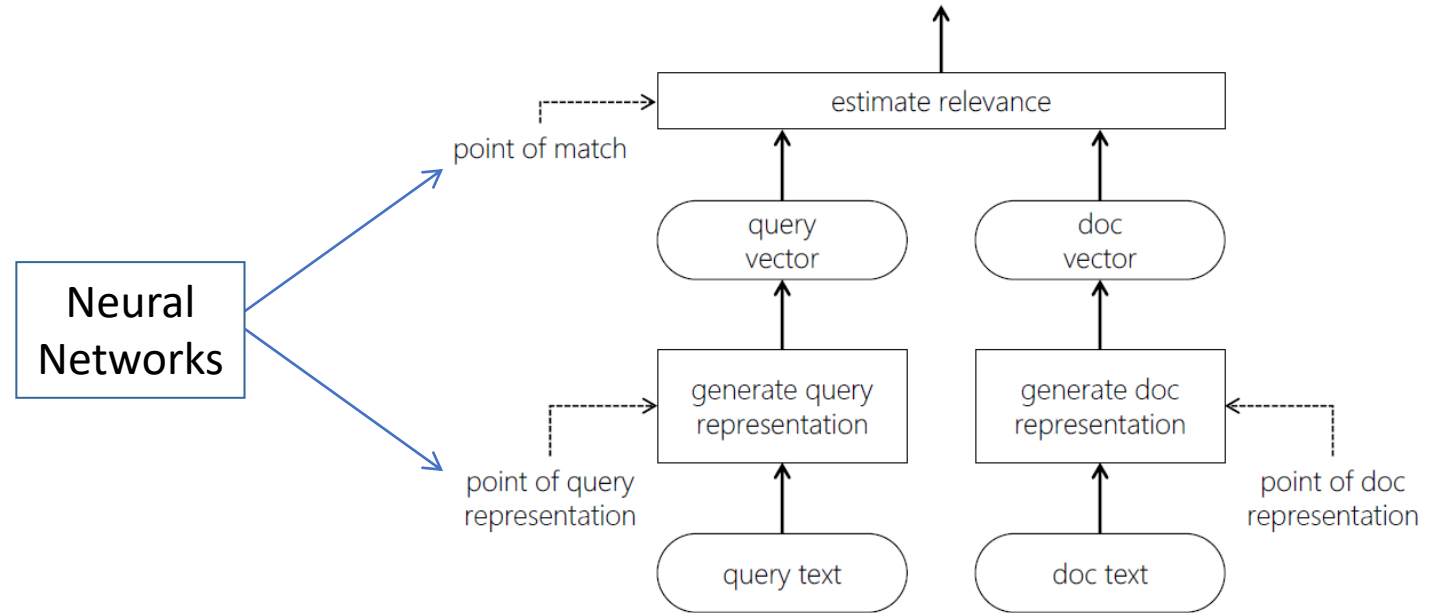 estimate relevance
point of match
query
vector
doc
vector
Neural
Networks
generate query
representation
generate doc
representation
point of query
representation
point of doc
representation
query text
doc text